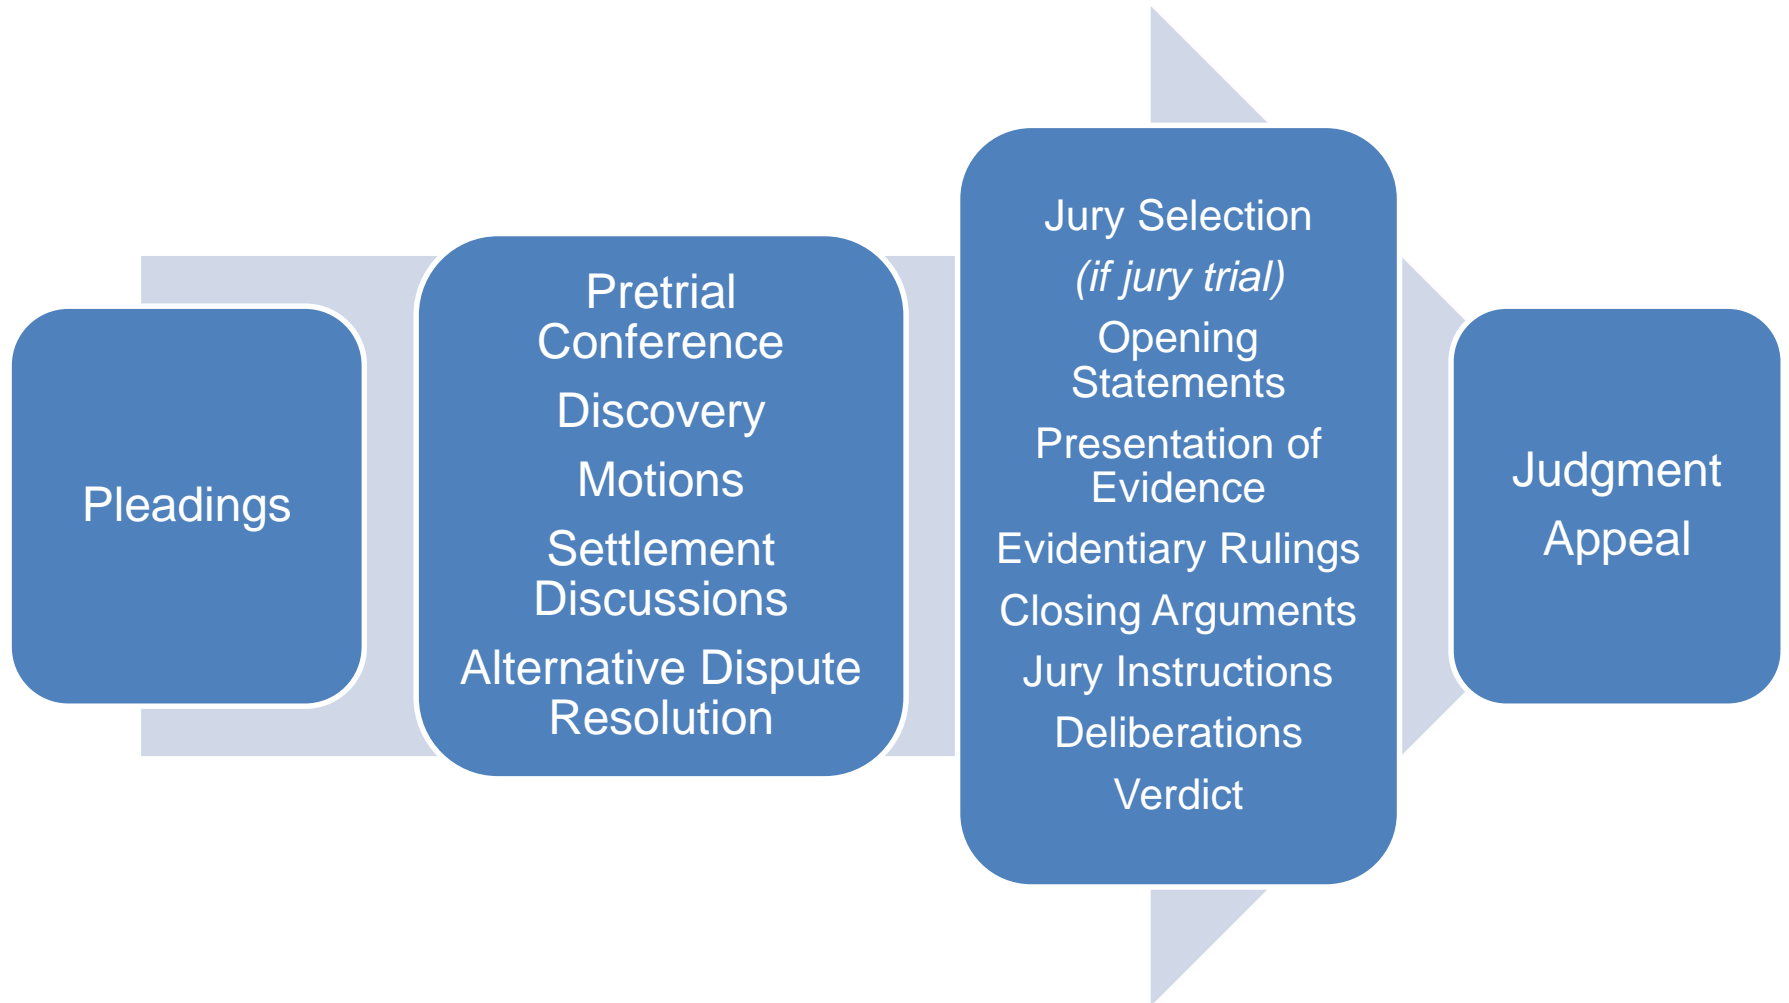 Pleadings
Pretrial
Conference
Discovery
Motions
Settlement
Discussions
Alternative Dispute
Resolution
Jury Selection
(if jury trial)
Opening
Statements
Presentation of
Evidence
Evidentiary Rulings
Closing Arguments
Jury Instructions
Deliberations
Verdict
Judgment
Appeal